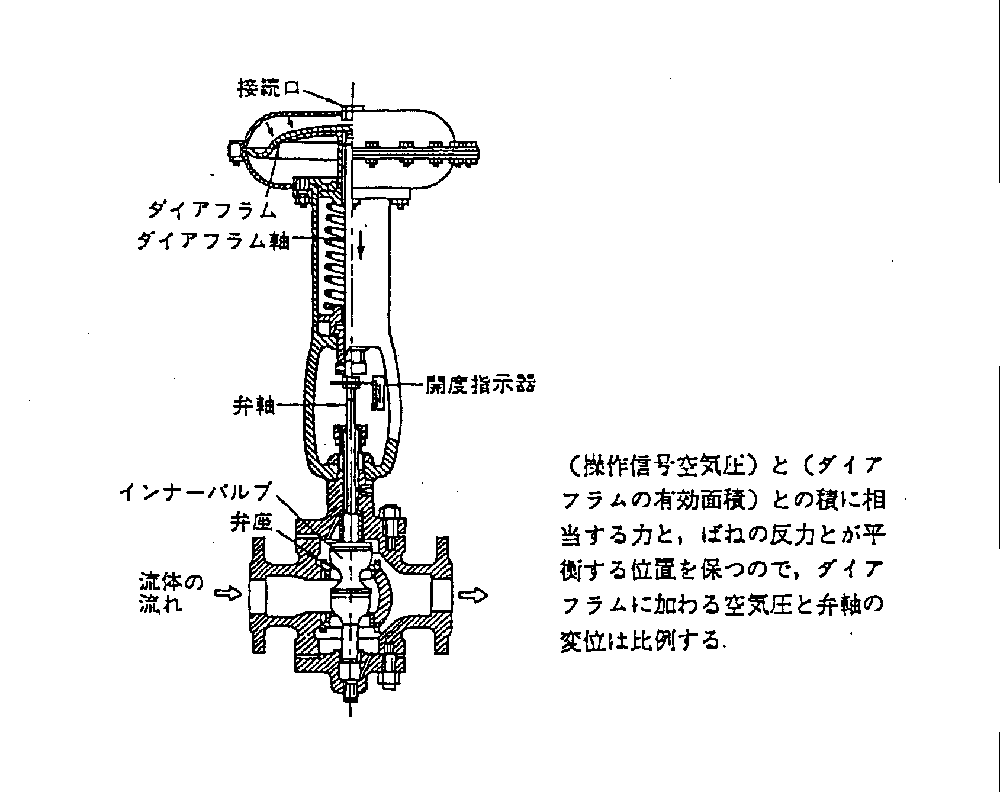 接続口
ダイアフラム
ダイアフラム軸
開度指示器
弁軸
インナーバルブ
弁座
流体の
流れ
（操作信号空気圧）と（ダイア
フラムの有効面積）との積に相
当する力と，ばねの反力とが平
衡する位置を保つので，ダイア
フラムに加わる空気圧と弁軸の
変位は比例する．